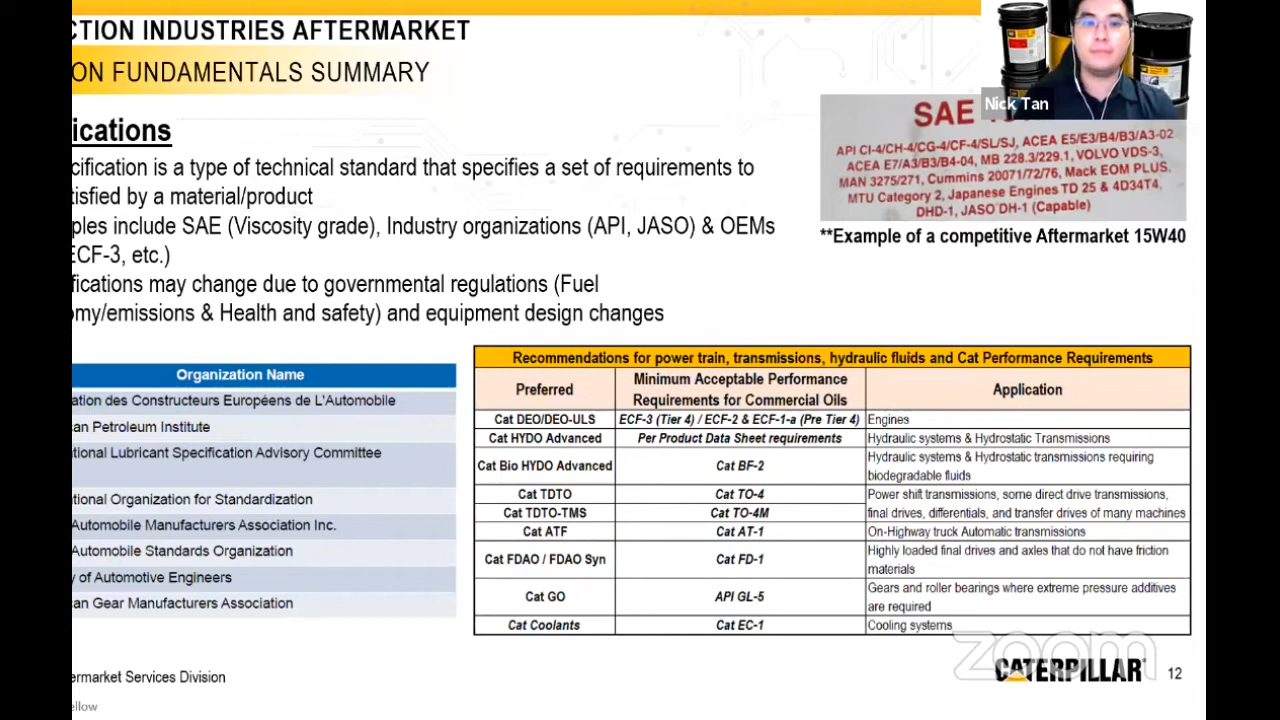 CTION INDUSTRIES AFTERMARKET
ON FUNDAMENTALS SUMMARY
Nick Tan
ications
cification is a type of technical standard that specifies a set of requirements to
tisfied by a material/product
ples include SAE (Viscosity grade), Industry organizations (API, JASO) & OEMs
ECF-3, etc.)
fications may change due to governmental regulations (Fuel
omy/emissions & Health and safety) and equipment design changes
SAE
API CI-4/CH-4/CG-4/CF-4/SL/SJ, ACEA E5/E3/B4/B3/A3-02
ACEA E7/A3/B3/B4-04, MB 228.3/229.1, VOLVO VDS-3,
MAN 3275/271, Cummins 20071/72/76, Mack EOM PLUS,
MTU Category 2, Japanese Engines TD 25 & 4D34T4,
DHD-1, JASO DH-1 (Capable)
**Example of a competitive Aftermarket 15W40
Organization Name
ation des Constructeurs Européens de L'Automobile
can Petroleum Institute
ational Lubricant Specification Advisory Committee
ational Organization for Standardization
Automobile Manufacturers Association Inc.
Automobile Standards Organization
y of Automotive Engineers
can Gear Manufacturers Association
Recommendations for power train, transmissions, hydraulic fluids and Cat Performance Requirements
Preferred
Minimum Acceptable Performance
Requirements for Commercial Oils
Application
Cat DEO/DEO-ULS ECF-3 (Tier 4) / ECF-2 & ECF-1-a (Pre Tier 4) Engines
Cat HYDO Advanced Per Product Data Sheet requirements Hydraulic systems & Hydrostatic Transmissions
Cat Bio HYDO Advanced Cat BF-2 Hydraulic systems & Hydrostatic transmissions requiring
biodegradable fluids
Cat TDTO Cat TO-4 Power shift transmissions, some direct drive transmissions,
Cat TDTO-TMS Cat TO-4M final drives, differentials, and transfer drives of many machines
Cat ATF Cat AT-1 On-Highway truck Automatic transmissions
Cat FDAO / FDAO Syn Cat FD-1 Highly loaded final drives and axles that do not have friction
materials
Cat GO API GL-5 Gears and roller bearings where extreme pressure additives
are required
Cat Coolants Cat EC-1 Cooling systems
zoom
CATERPILLAR
12
ermarket Services Division
ellow